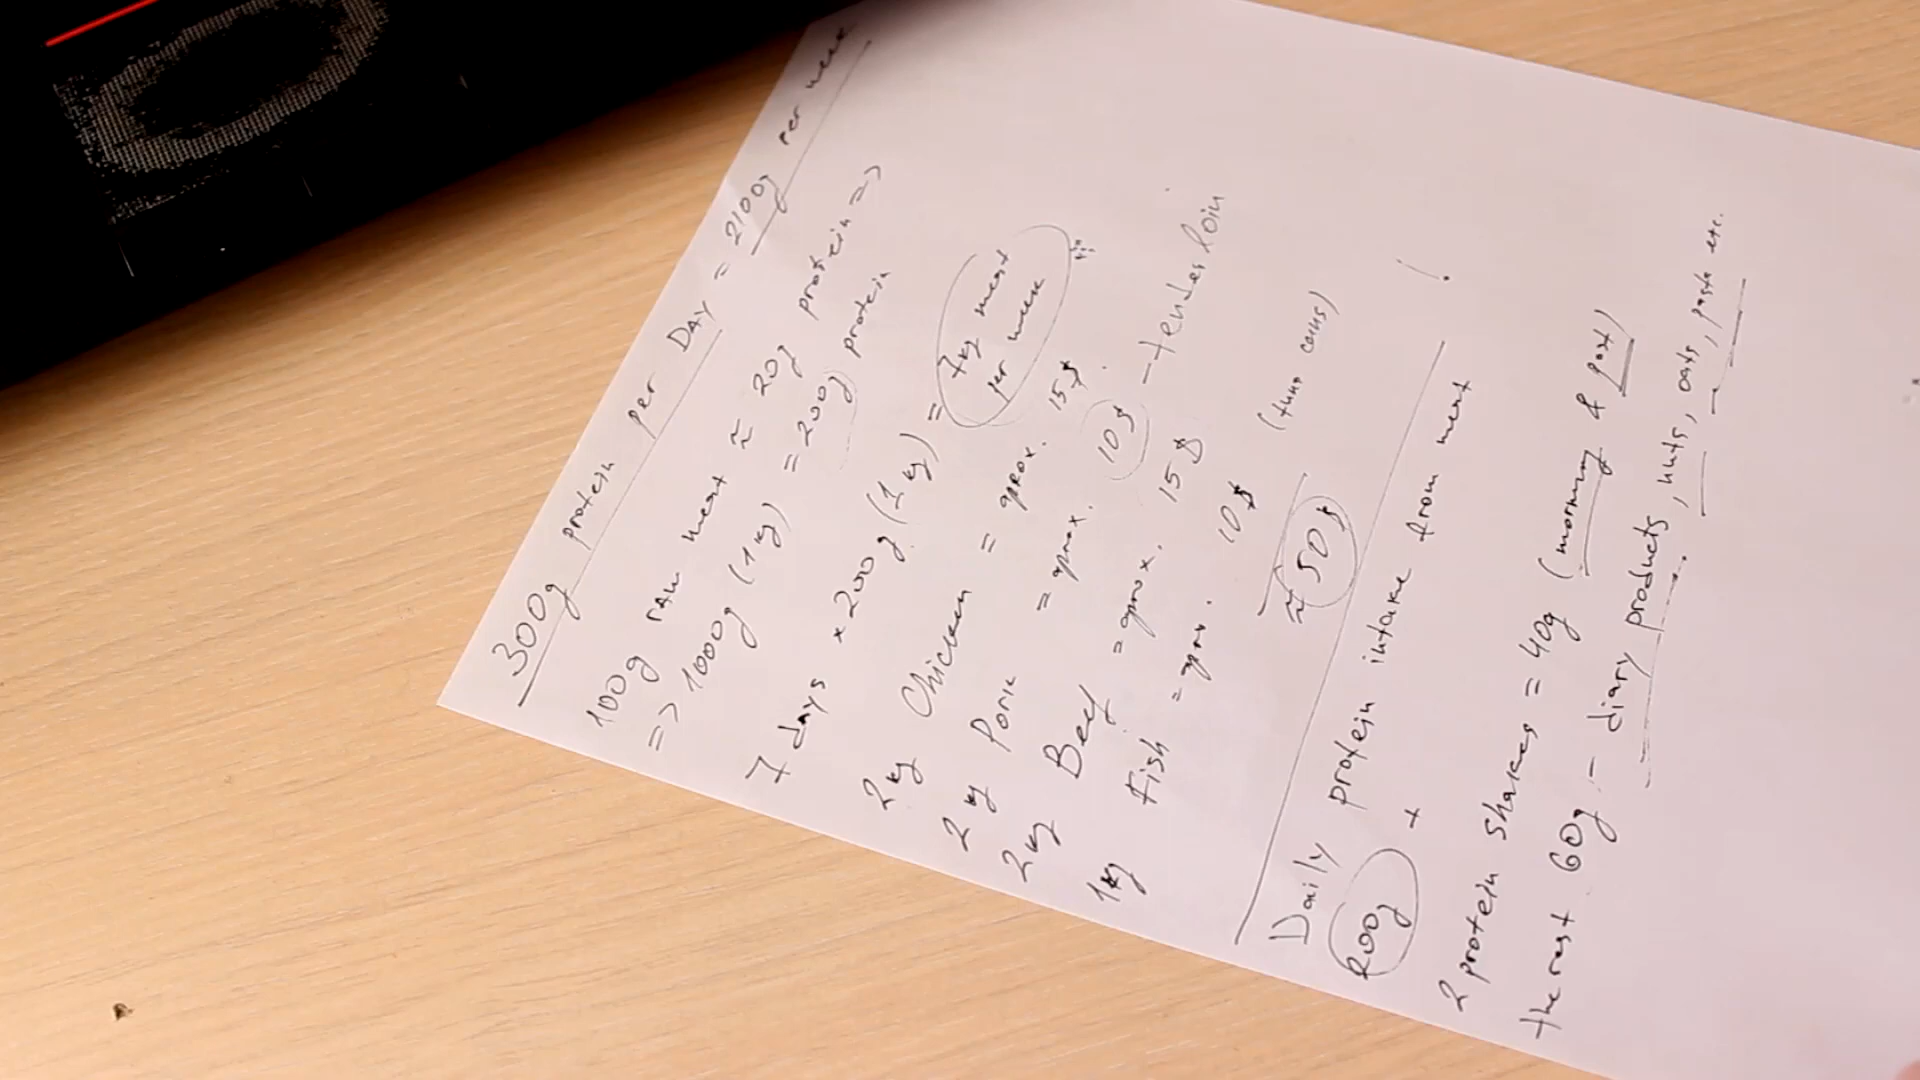 300g protein per DAY = 2100g per week
100g raw meat ≈ 20g protein =>
=> 1000g (1kg) = 200g protein
7 days × 200g (1kg) = 7kg meat per week
2kg Chicken = aprox. 15$
2kg Pork = aprox. 10$ - tenderloin
2kg Beef = aprox. 15$
1kg Fish = aprx. 10$
≈ 50$ (tuna cans)
Daily protein intake from meat !
200g +
2 protein shakes = 40g (morning & post)
the rest 60g - diary products, nuts, oats, pasta etc.